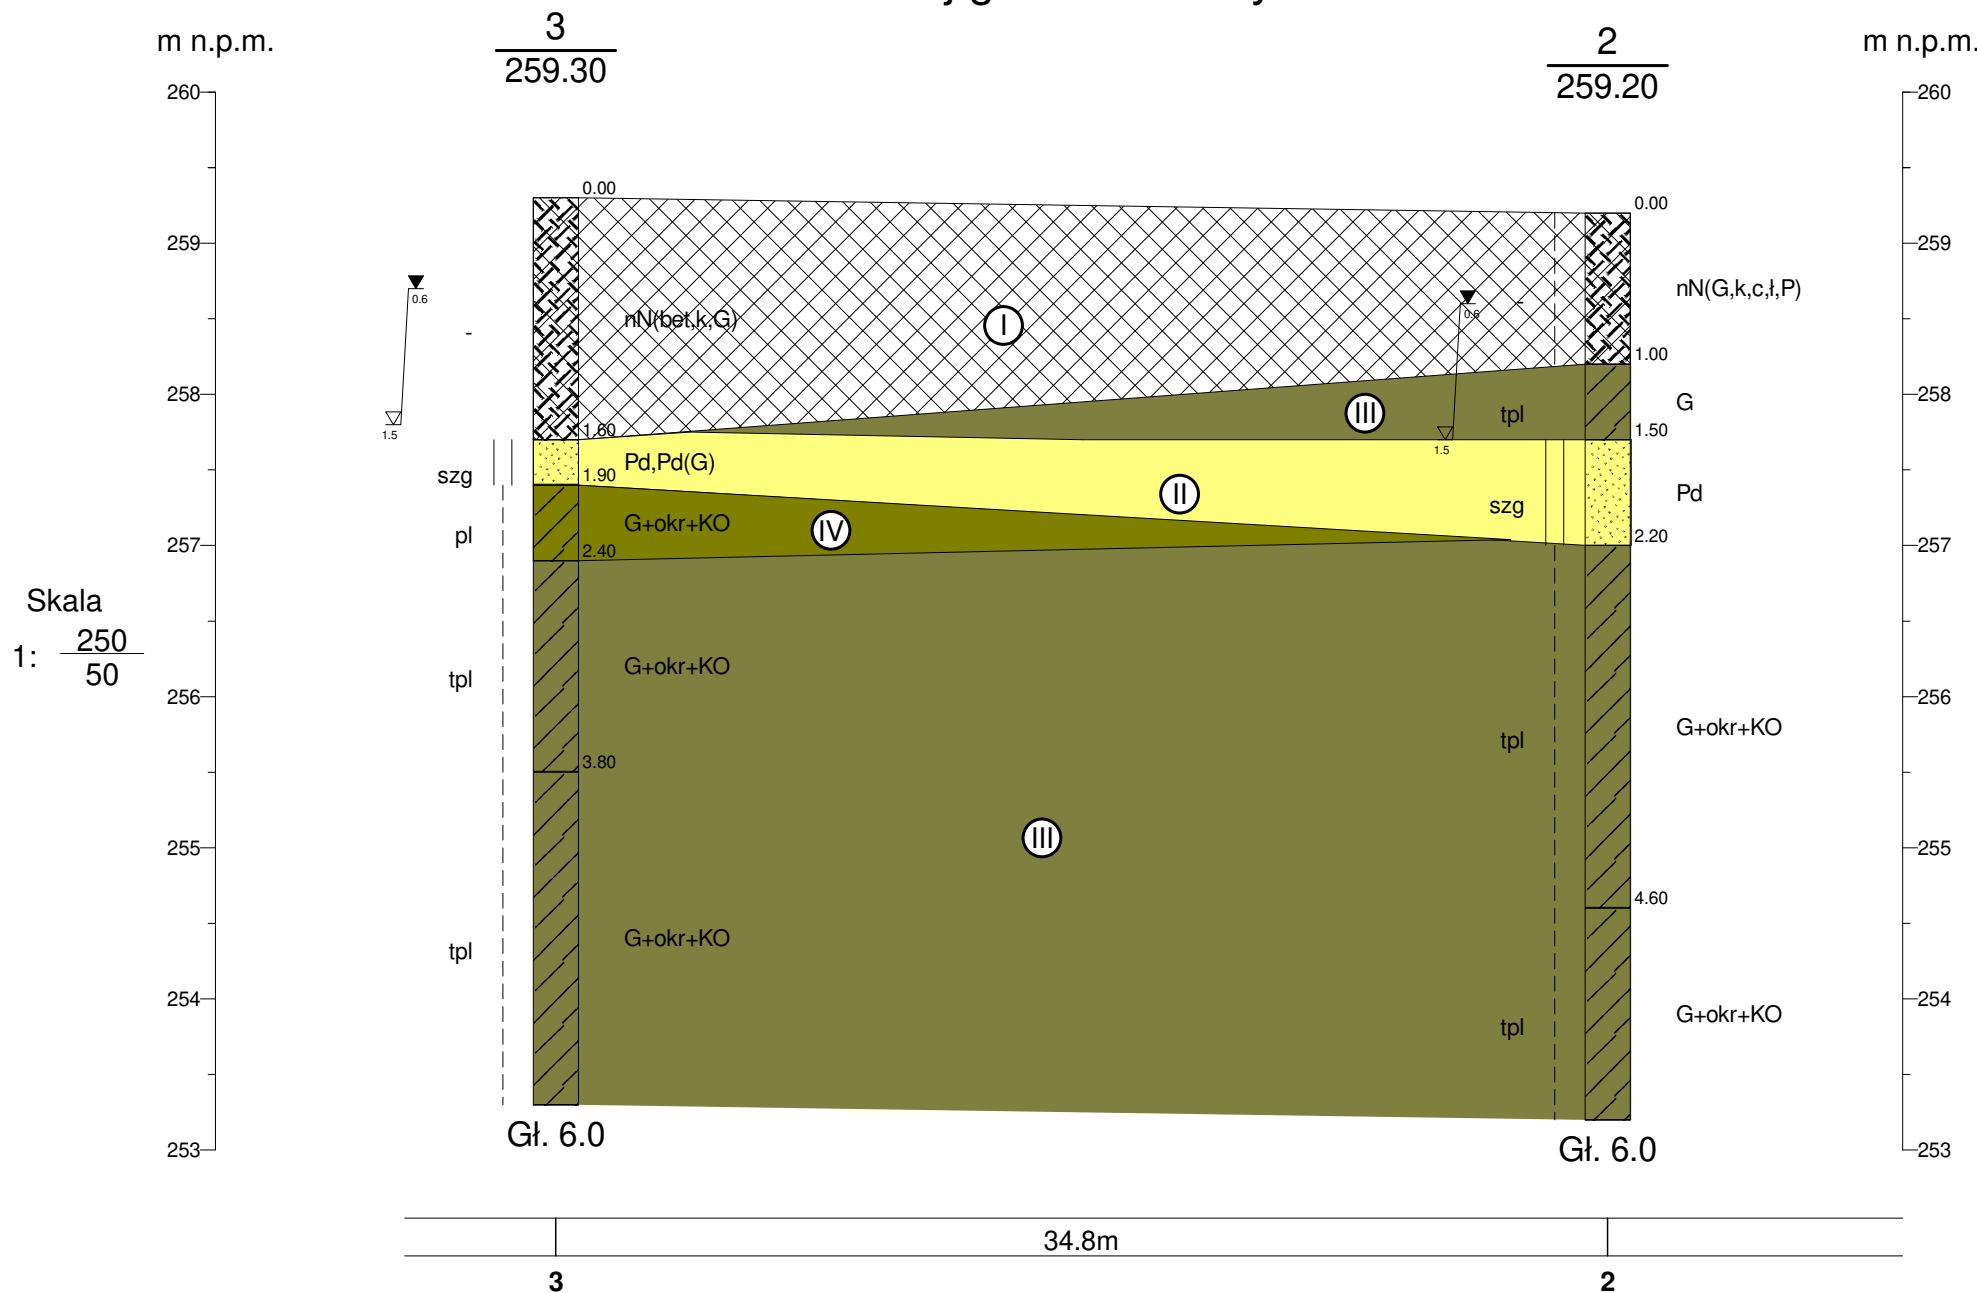 m n.p.m.
3
259.30
2
259.20
m n.p.m.
260
260
0.00
0.00
259
259
0.6
0.6
nN(G,k,c,ł,P)
-
-
nN(bet,k,G)
I
1.00
258
258
G
III
tpl
1.5
1.60
1.50
1.5
szg
Pd,Pd(G)
1.90
II
szg
Pd
pl
G+okr+KO
IV
2.20
257
257
2.40
Skala
1: 250
50
tpl
G+okr+KO
256
256
tpl
G+okr+KO
3.80
III
255
255
4.60
tpl
G+okr+KO
254
254
tpl
G+okr+KO
Gł. 6.0
Gł. 6.0
253
253
34.8m
3
2